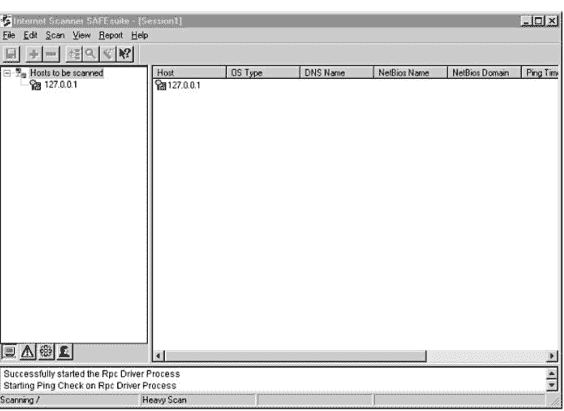 Internet Scanner SAFEsuite - [Session1]
File Edit Scan View Report Help
Hosts to be scanned
127.0.0.1
Host OS Type DNS Name NetBios Name NetBios Domain Ping Tim
127.0.0.1
Successfully started the Rpc Driver Process
Starting Ping Check on Rpc Driver Process
Scanning / Heavy Scan